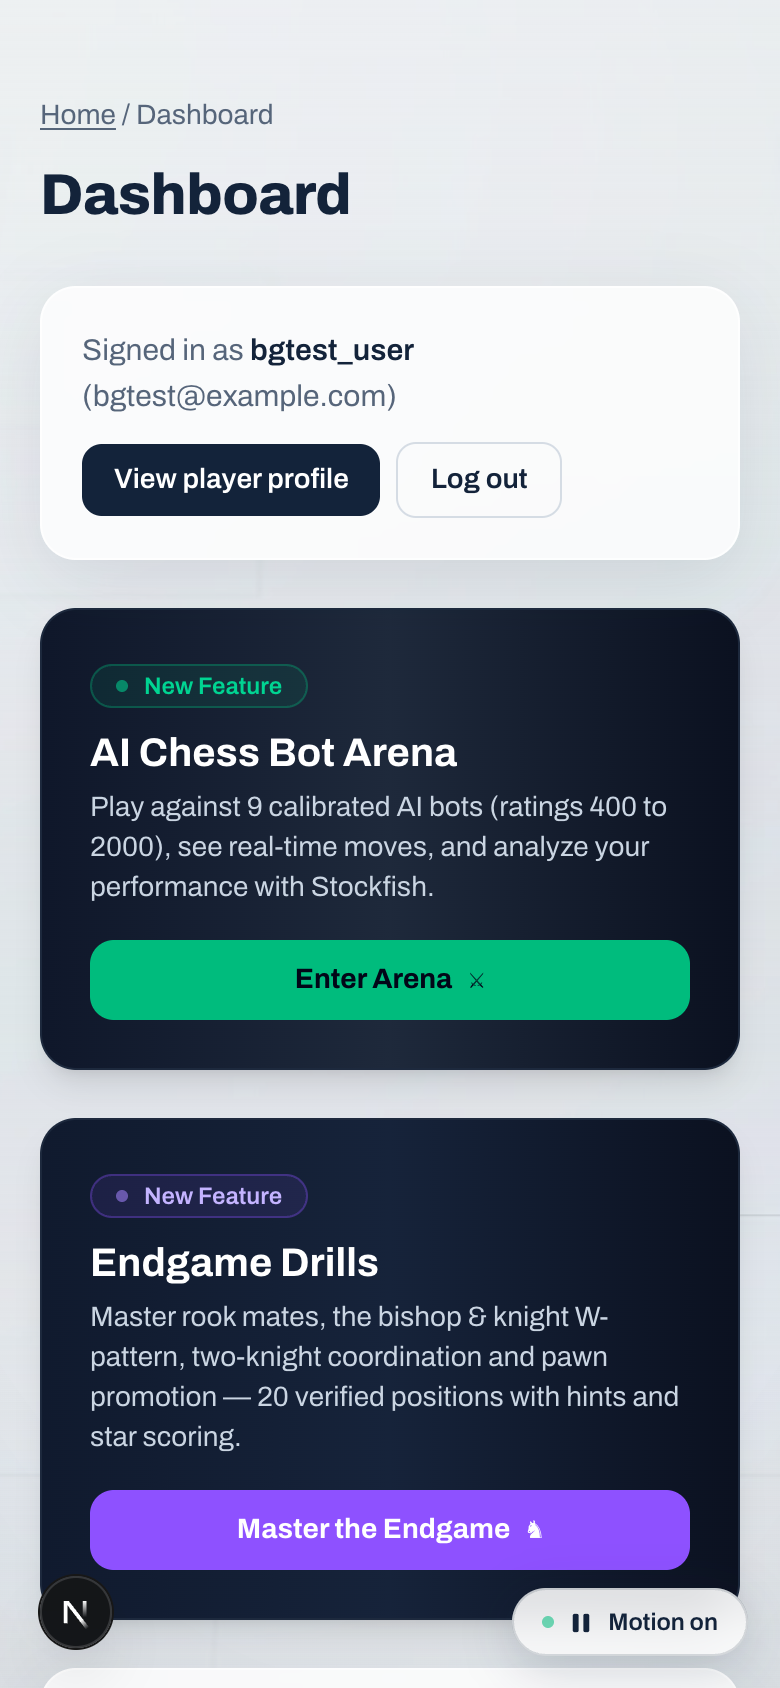 Home / Dashboard
Dashboard
Signed in as bgtest_user
(bgtest@example.com)
View player profile
Log out
New Feature
AI Chess Bot Arena
Play against 9 calibrated AI bots (ratings 400 to
2000), see real-time moves, and analyze your
performance with Stockfish.
Enter Arena ⚔
New Feature
Endgame Drills
Master rook mates, the bishop & knight W-
pattern, two-knight coordination and pawn
promotion — 20 verified positions with hints and
star scoring.
Master the Endgame ♞
N
Motion on